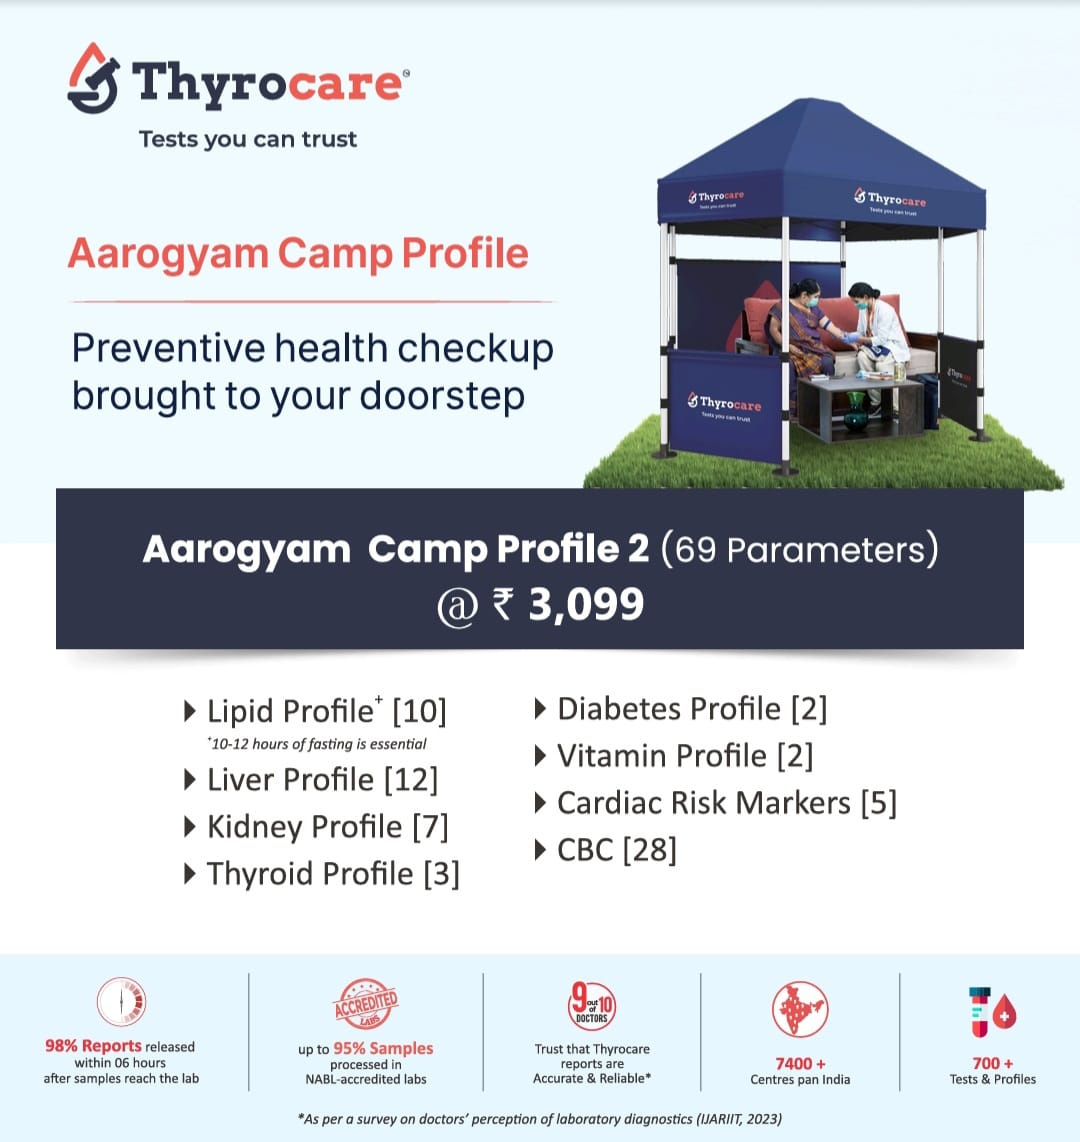 Thyrocare®
Tests you can trust
Aarogyam Camp Profile
Preventive health checkup
brought to your doorstep
Thyrocare
Tests you can trust
Thyrocare
Tests you can trust
Thyrocare
Tests you can trust
Thyrocare
Aarogyam Camp Profile 2 (69 Parameters)
@ ₹ 3,099
Lipid Profile⁺ [10]
⁺10-12 hours of fasting is essential
Liver Profile [12]
Kidney Profile [7]
Thyroid Profile [3]
Diabetes Profile [2]
Vitamin Profile [2]
Cardiac Risk Markers [5]
CBC [28]
98% Reports released
within 06 hours
after samples reach the lab
ACCREDITED
LABS
up to 95% Samples
processed in
NABL-accredited labs
9 out of 10
DOCTORS
Trust that Thyrocare
reports are
Accurate & Reliable*
7400 +
Centres pan India
700 +
Tests & Profiles
*As per a survey on doctors' perception of laboratory diagnostics (IJARIIT, 2023)